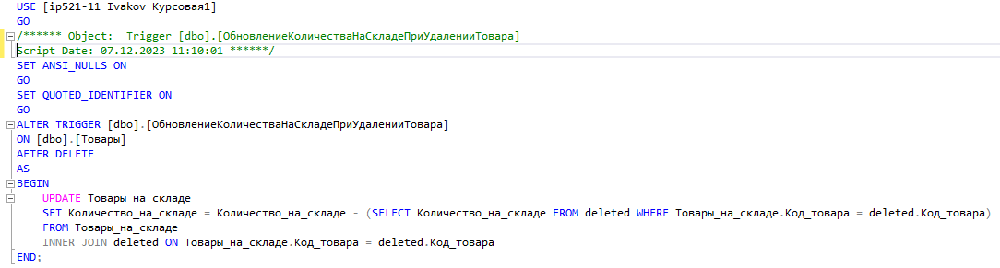 USE [ip521-11 Ivakov Курсовая1]
GO
/****** Object:  Trigger [dbo].[ОбновлениеКоличестваНаСкладеПриУдаленииТовара]
Script Date: 07.12.2023 11:10:01 ******/
SET ANSI_NULLS ON
GO
SET QUOTED_IDENTIFIER ON
GO
ALTER TRIGGER [dbo].[ОбновлениеКоличестваНаСкладеПриУдаленииТовара]
ON [dbo].[Товары]
AFTER DELETE
AS
BEGIN
    UPDATE Товары_на_складе
    SET Количество_на_складе = Количество_на_складе - (SELECT Количество_на_складе FROM deleted WHERE Товары_на_складе.Код_товара = deleted.Код_товара)
    FROM Товары_на_складе
    INNER JOIN deleted ON Товары_на_складе.Код_товара = deleted.Код_товара
END;